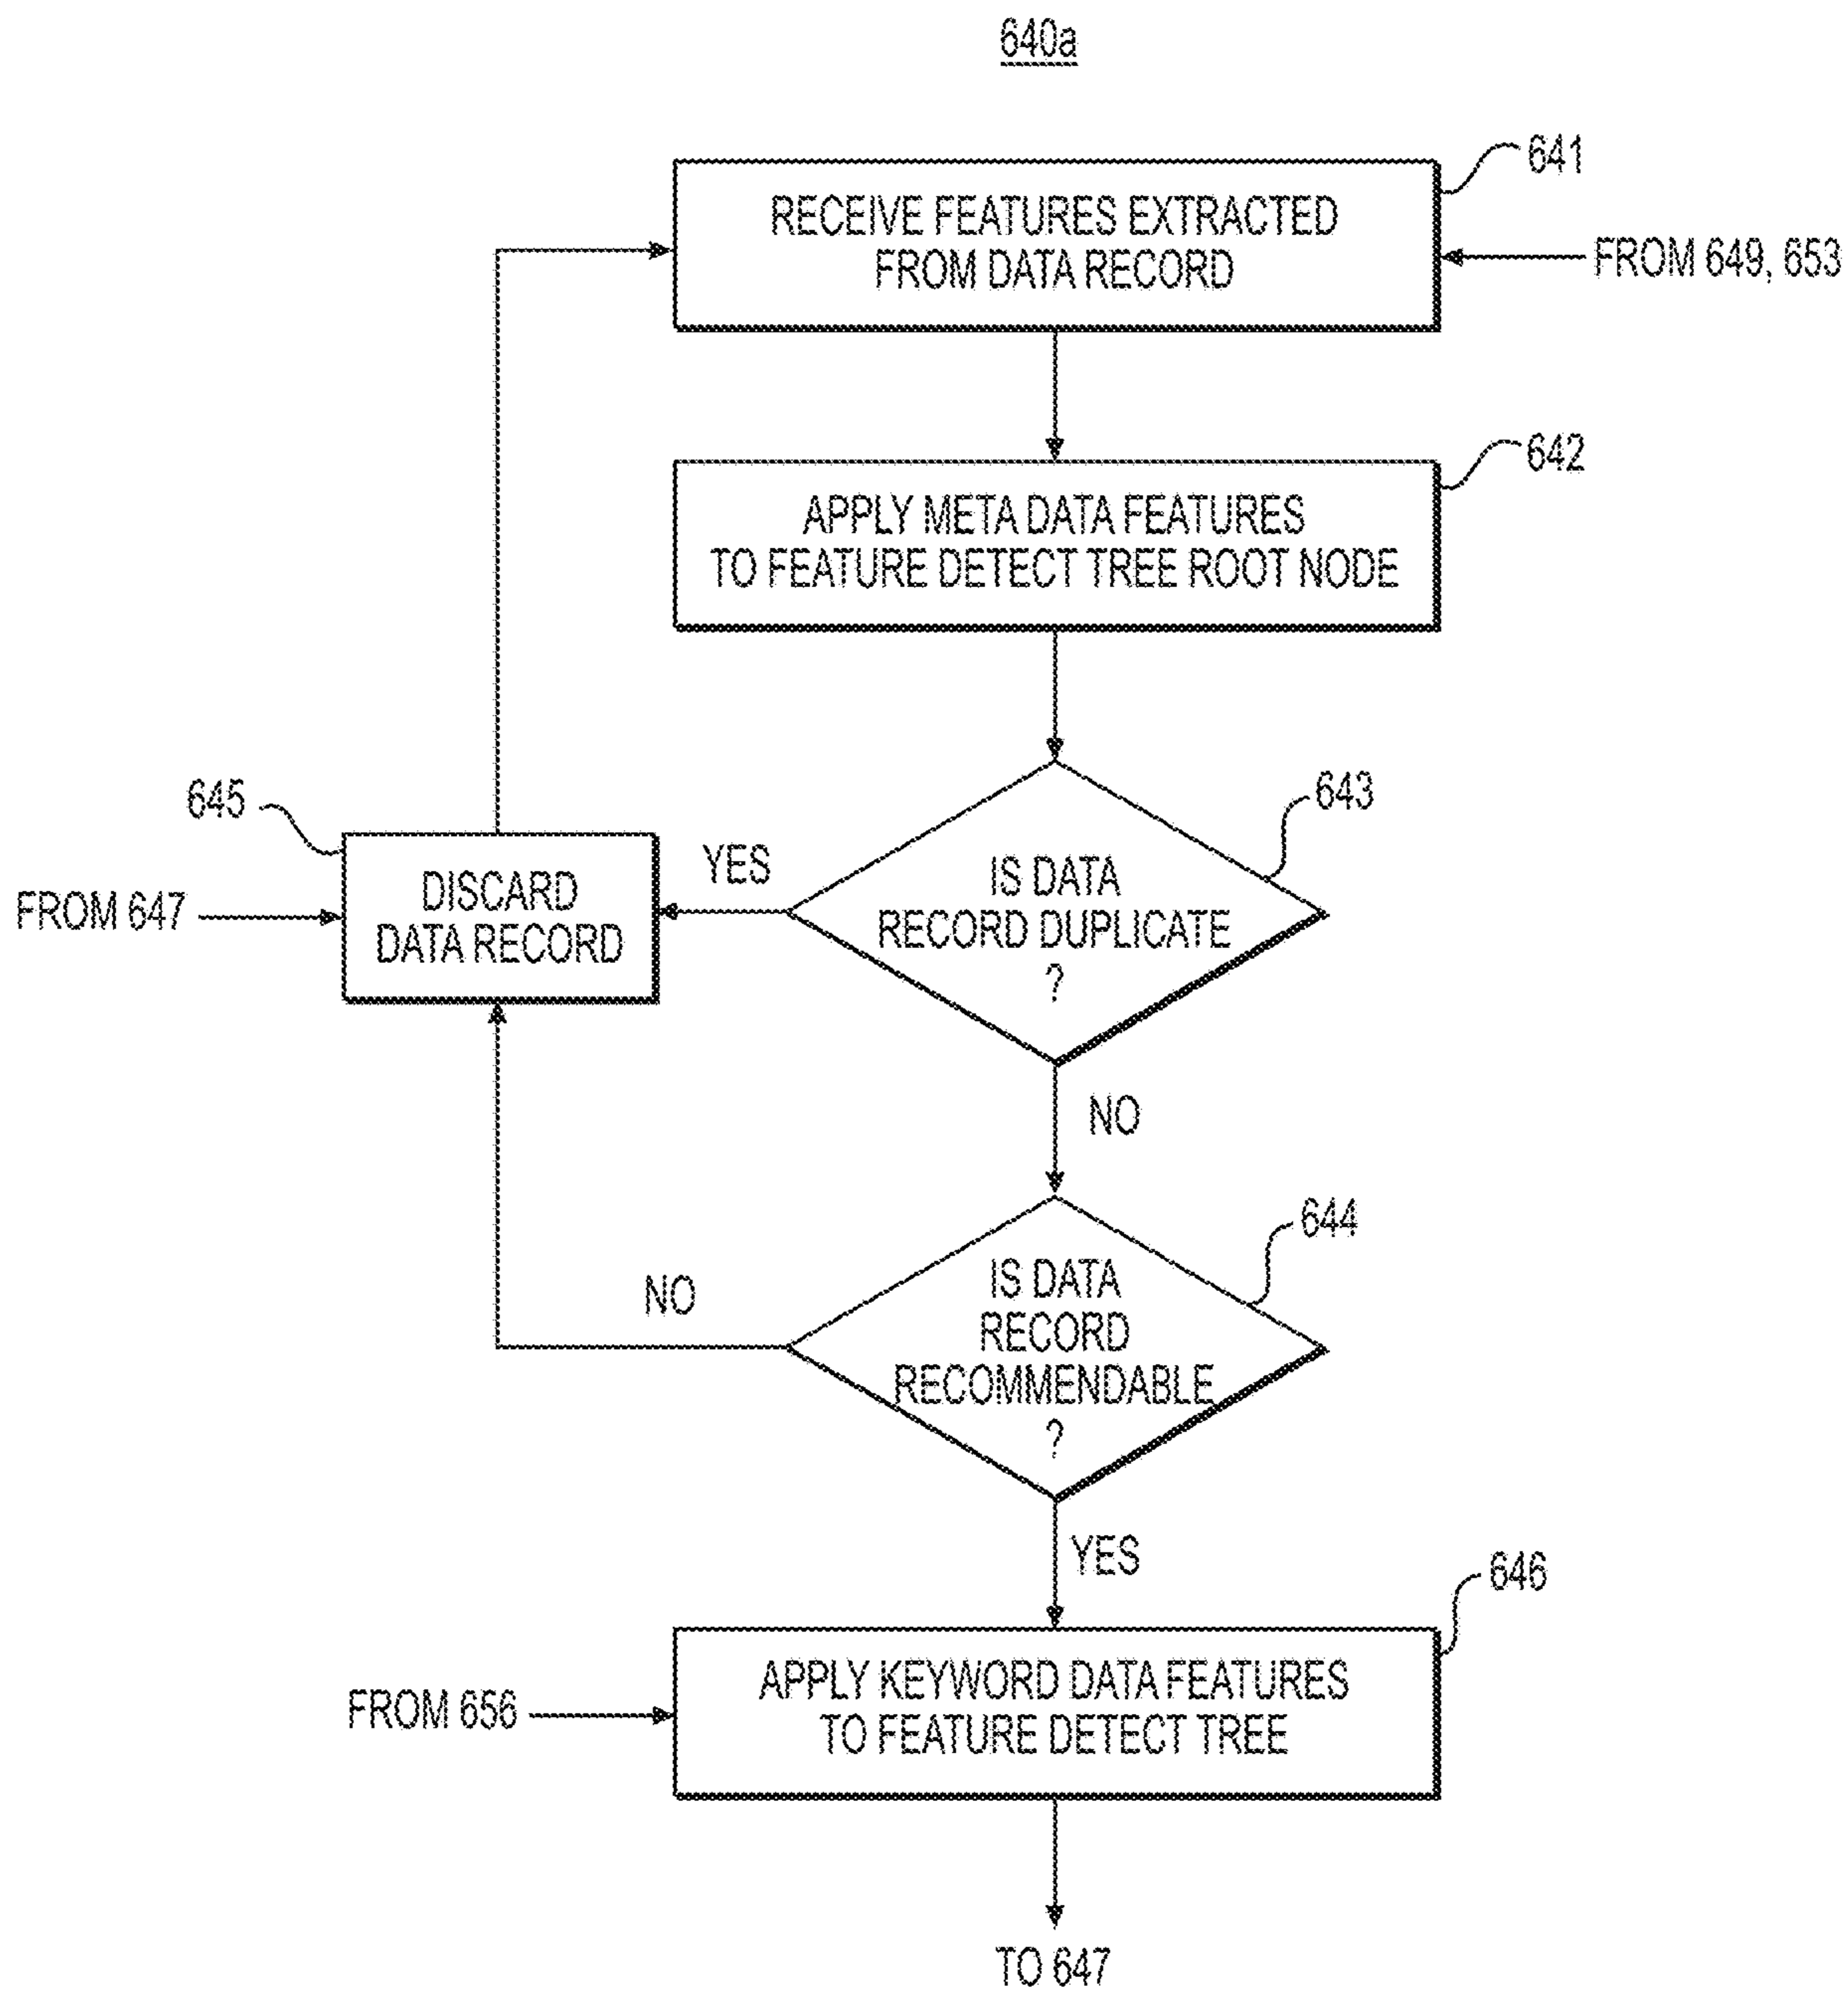 640a
641
RECEIVE FEATURES EXTRACTED
FROM DATA RECORD
FROM 649, 653
642
APPLY META DATA FEATURES
TO FEATURE DETECT TREE ROOT NODE
643
645
YES
IS DATA
RECORD DUPLICATE
?
DISCARD
DATA RECORD
FROM 647
NO
644
NO
IS DATA
RECORD
RECOMMENDABLE
?
YES
646
APPLY KEYWORD DATA FEATURES
TO FEATURE DETECT TREE
FROM 656
TO 647